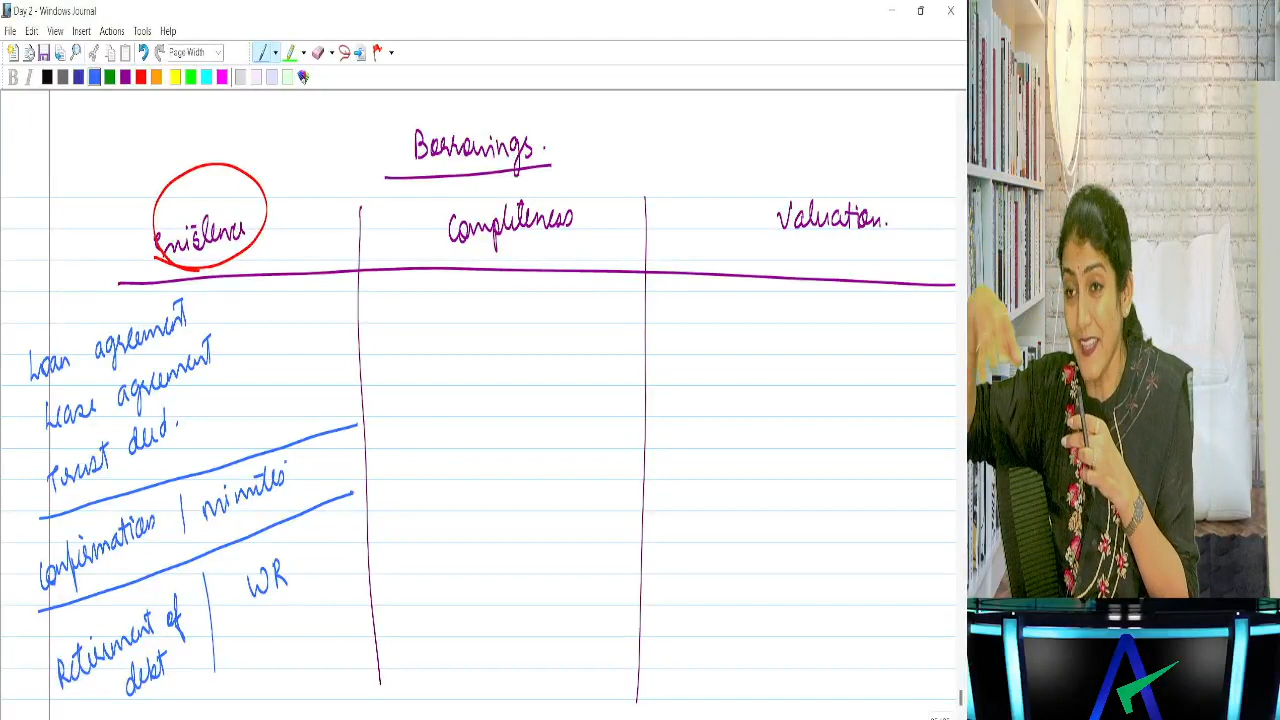 Day 2 - Windows Journal
File Edit View Insert Actions Tools Help
Page Width
B I
Borrowings.
Existence
Completeness
Valuation.
Loan agreement
Lease agreement
Trust deed.
Confirmation | minutes
Retirement of debt | WR